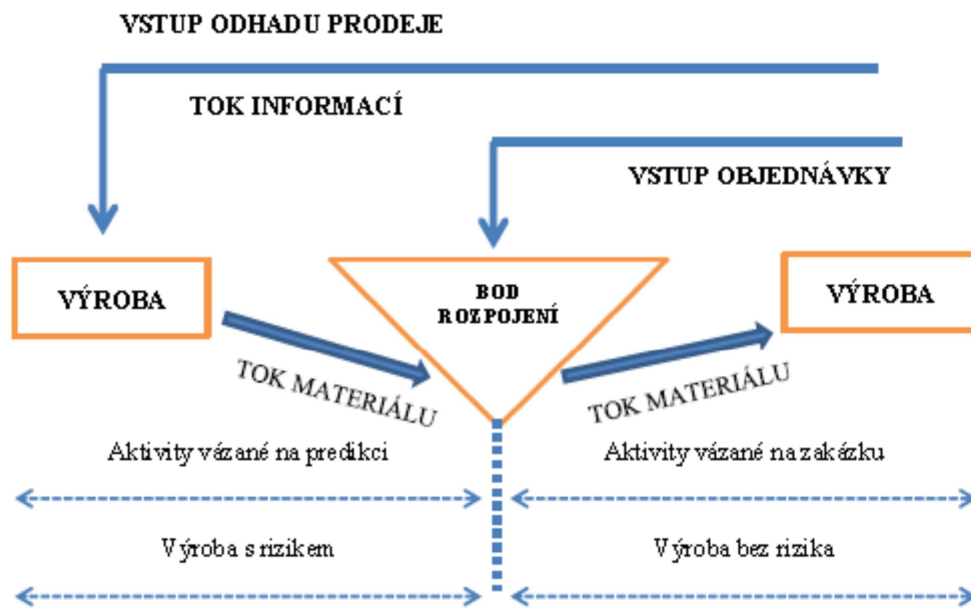 VSTUP ODHADU PRODEJE
TOK INFORMACÍ
VSTUP OBJEDNÁVKY
VÝROBA
BOD
ROZPOJENÍ
VÝROBA
TOK MATERIÁLU
TOK MATERIÁLU
Aktivity vázané na predikci
Aktivity vázané na zakázku
Výroba s rizikem
Výroba bez rizika